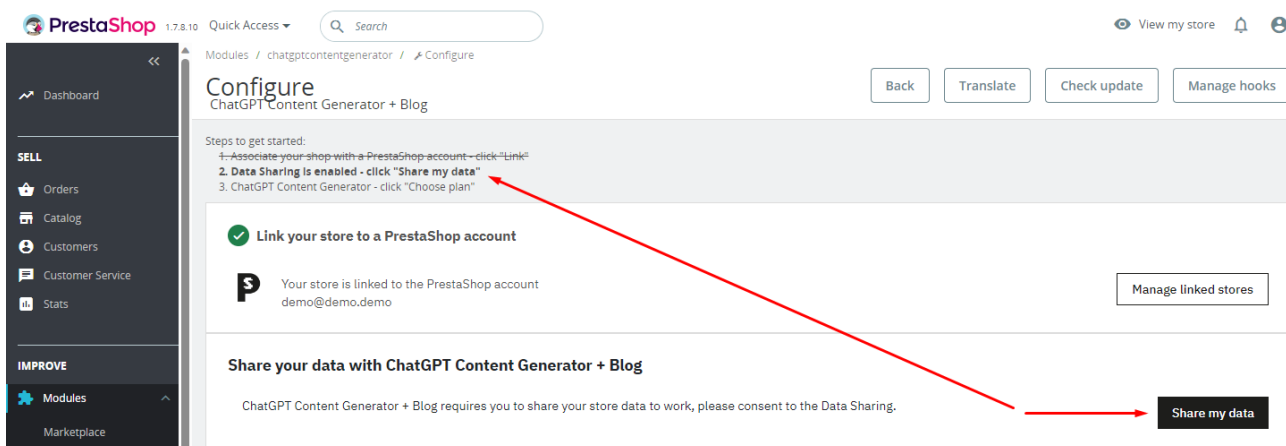 PrestaShop 1.7.8.10 Quick Access Search View my store
Modules / chatgptcontentgenerator / Configure
Configure
ChatGPT Content Generator + Blog
Back Translate Check update Manage hooks
Dashboard
SELL
Orders
Catalog
Customers
Customer Service
Stats
IMPROVE
Modules
Marketplace
Steps to get started:
1. Associate your shop with a PrestaShop account - click "Link"
2. Data Sharing is enabled - click "Share my data"
3. ChatGPT Content Generator - click "Choose plan"
Link your store to a PrestaShop account
Your store is linked to the PrestaShop account
demo@demo.demo
Manage linked stores
Share your data with ChatGPT Content Generator + Blog
ChatGPT Content Generator + Blog requires you to share your store data to work, please consent to the Data Sharing.
Share my data